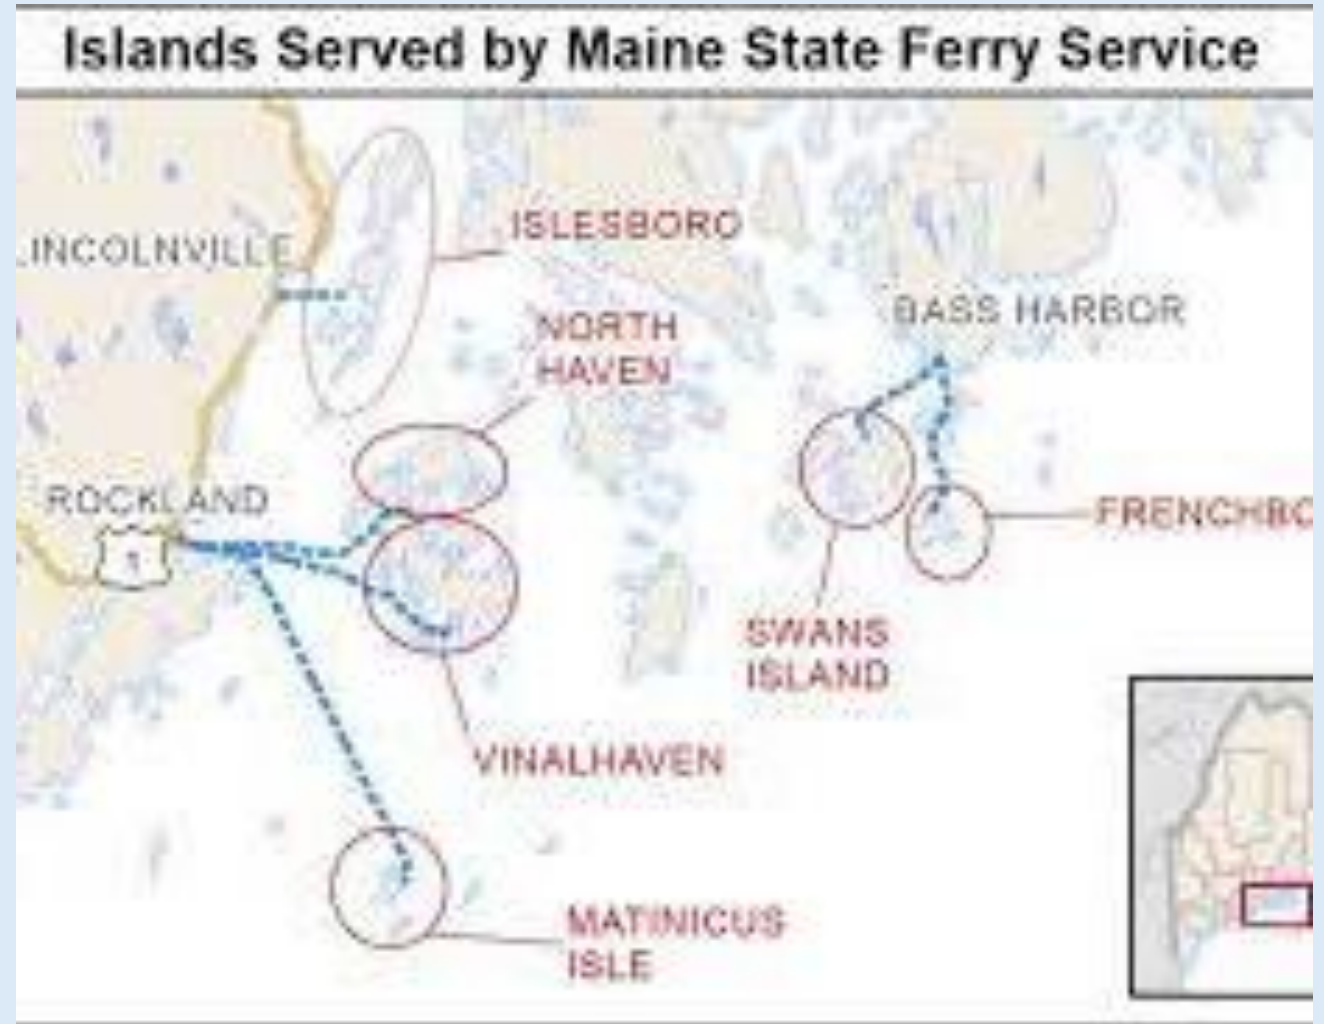 Islands Served by Maine State Ferry Service
LINCOLNVILLE
ISLESBORO
NORTH
HAVEN
BASS HARBOR
ROCKLAND
1
FRENCHBO
SWANS
ISLAND
VINALHAVEN
MATINICUS
ISLE